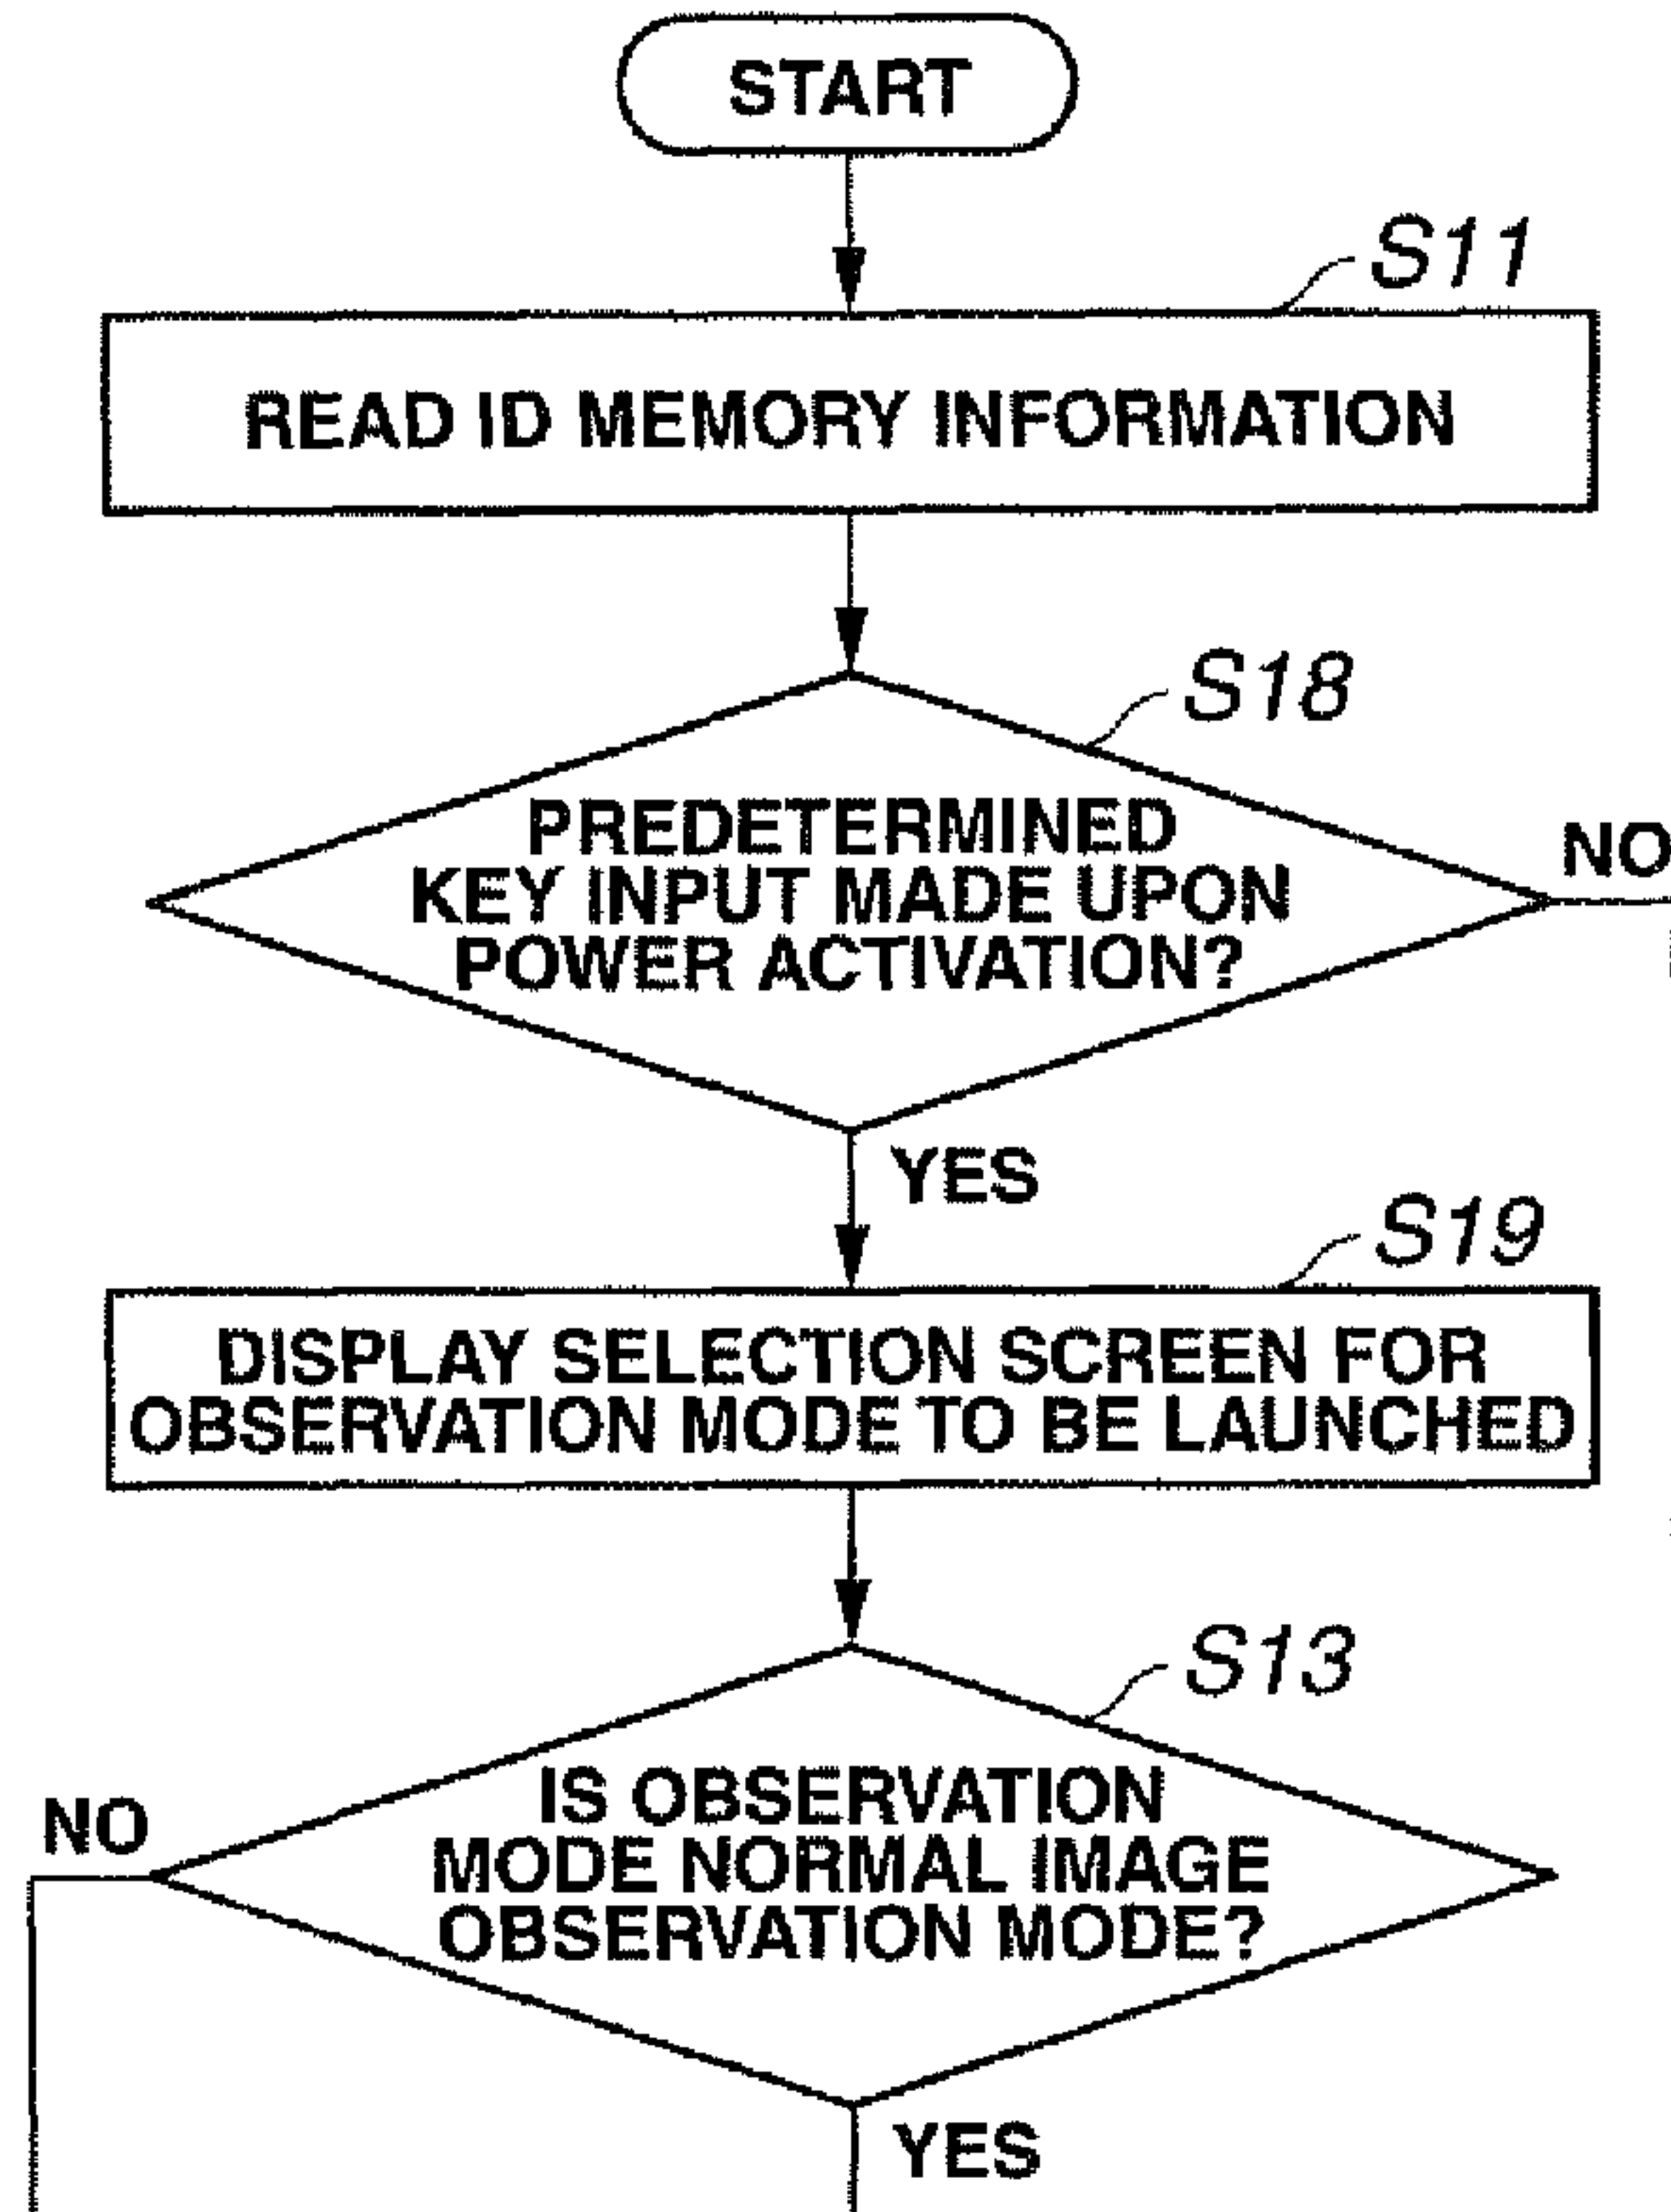 START
S11
READ ID MEMORY INFORMATION
S18
PREDETERMINED
KEY INPUT MADE UPON
POWER ACTIVATION?
NO
YES
S19
DISPLAY SELECTION SCREEN FOR
OBSERVATION MODE TO BE LAUNCHED
S13
IS OBSERVATION
MODE NORMAL IMAGE
OBSERVATION MODE?
NO
YES